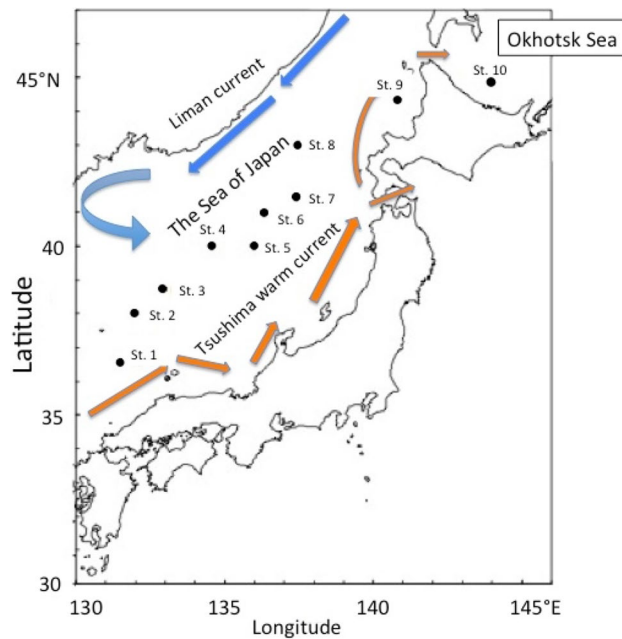 Okhotsk Sea
45°N
Liman current
St. 9
St. 10
The Sea of Japan
St. 8
St. 7
St. 6
St. 4
St. 5
40
Tsushima warm current
St. 3
St. 2
St. 1
Latitude
35
30
130
135
140
145°E
Longitude